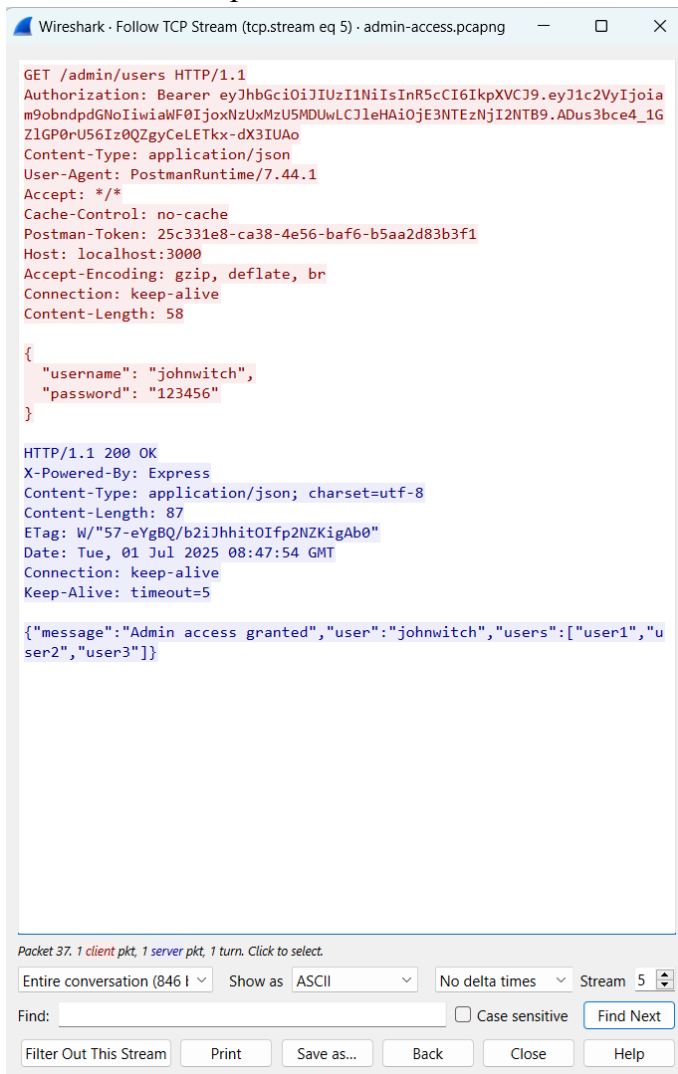 Wireshark · Follow TCP Stream (tcp.stream eq 5) · admin-access.pcapng
GET /admin/users HTTP/1.1
Authorization: Bearer eyJhbGciOiJIUzI1NiIsInR5cCI6IkpXVCJ9.eyJ1c2VyIjoia
m9obndpdGNoIiwiaWF0IjoxNzUxMzU5MDUwLCJleHAiOjE3NTEzNjI2NTB9.ADus3bce4_1G
ZlGP0rU56Iz0QZgyCeLETkx-dX3IUAo
Content-Type: application/json
User-Agent: PostmanRuntime/7.44.1
Accept: */*
Cache-Control: no-cache
Postman-Token: 25c331e8-ca38-4e56-baf6-b5aa2d83b3f1
Host: localhost:3000
Accept-Encoding: gzip, deflate, br
Connection: keep-alive
Content-Length: 58
{
"username": "johnwitch",
"password": "123456"
}
HTTP/1.1 200 OK
X-Powered-By: Express
Content-Type: application/json; charset=utf-8
Content-Length: 87
ETag: W/"57-eYgBQ/b2iJhhitOIfp2NZKigAb0"
Date: Tue, 01 Jul 2025 08:47:54 GMT
Connection: keep-alive
Keep-Alive: timeout=5
{"message":"Admin access granted","user":"johnwitch","users":["user1","u
ser2","user3"]}
Packet 37. 1 client pkt, 1 server pkt, 1 turn. Click to select.
Entire conversation (846 Show as ASCII No delta times Stream 5
Find: Case sensitive Find Next
Filter Out This Stream Print Save as... Back Close Help